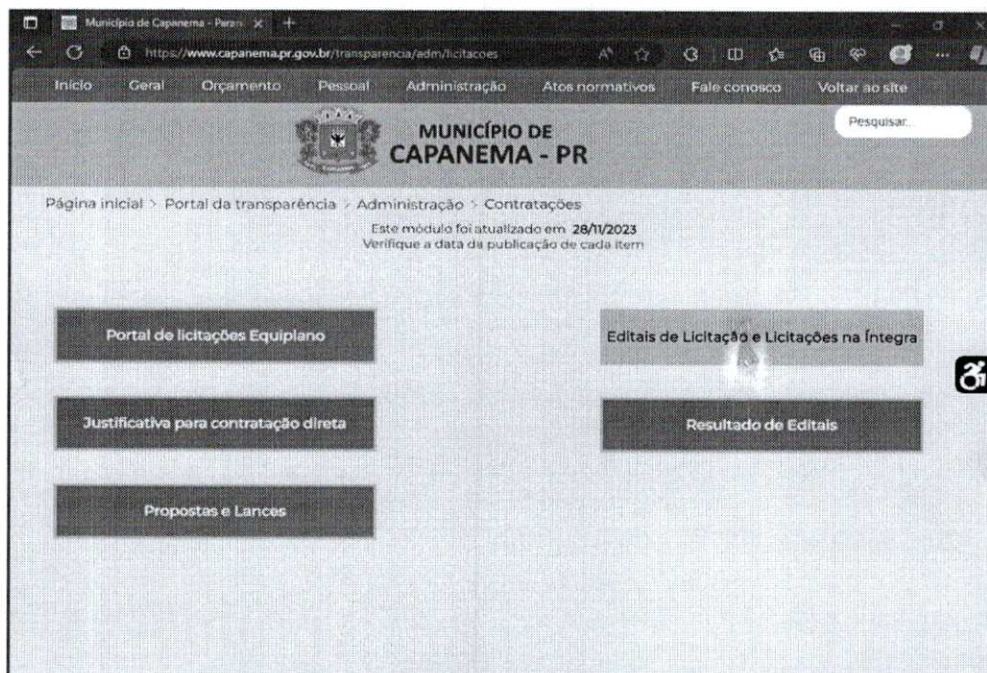 Município de Capanema - Paran
https://www.capanema.pr.gov.br/transparencia/adm/licitacoes
Início Geral Orçamento Pessoal Administração Atos normativos Fale conosco Voltar ao site
Pesquisar...
MUNICÍPIO DE
CAPANEMA - PR
Página inicial > Portal da transparência > Administração > Contratações
Este módulo foi atualizado em 28/11/2023
Verifique a data da publicação de cada item
Portal de licitações Equiplano
Editais de Licitação e Licitações na Íntegra
Justificativa para contratação direta
Resultado de Editais
Propostas e Lances